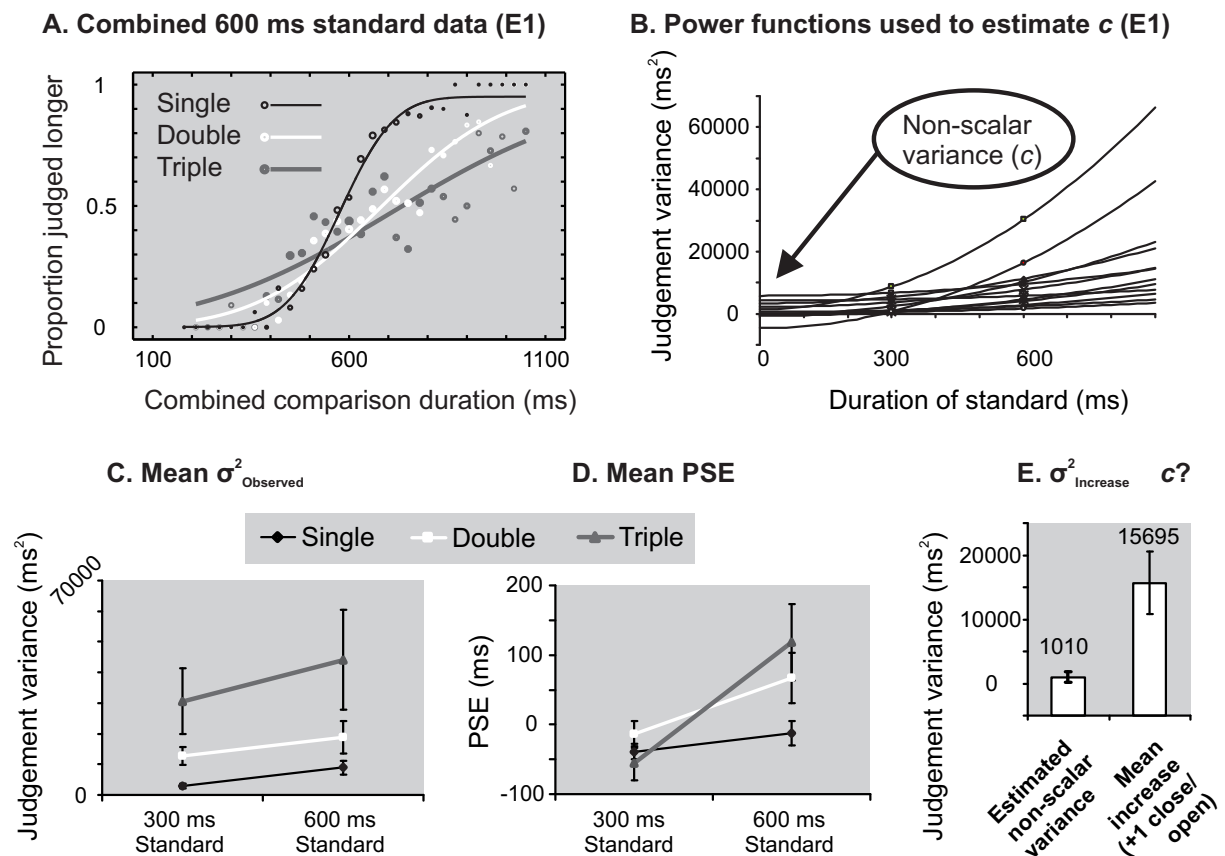 A. Combined 600 ms standard data (E1)
Proportion judged longer
1
0.5
0
Single
Double
Triple
100
600
1100
Combined comparison duration (ms)
B. Power functions used to estimate c (E1)
Judgement variance (ms²)
60000
40000
20000
0
Non-scalar
variance (c)
0
300
600
Duration of standard (ms)
C. Mean σ²Observed
D. Mean PSE
Single
Double
Triple
Judgement variance (ms²)
70000
0
300 ms
Standard
600 ms
Standard
PSE (ms)
200
100
0
-100
300 ms
Standard
600 ms
Standard
E. σ²Increase c?
Judgement variance (ms²)
20000
10000
0
1010
15695
Estimated
non-scalar
variance
Mean
increase
(+1 close/
open)